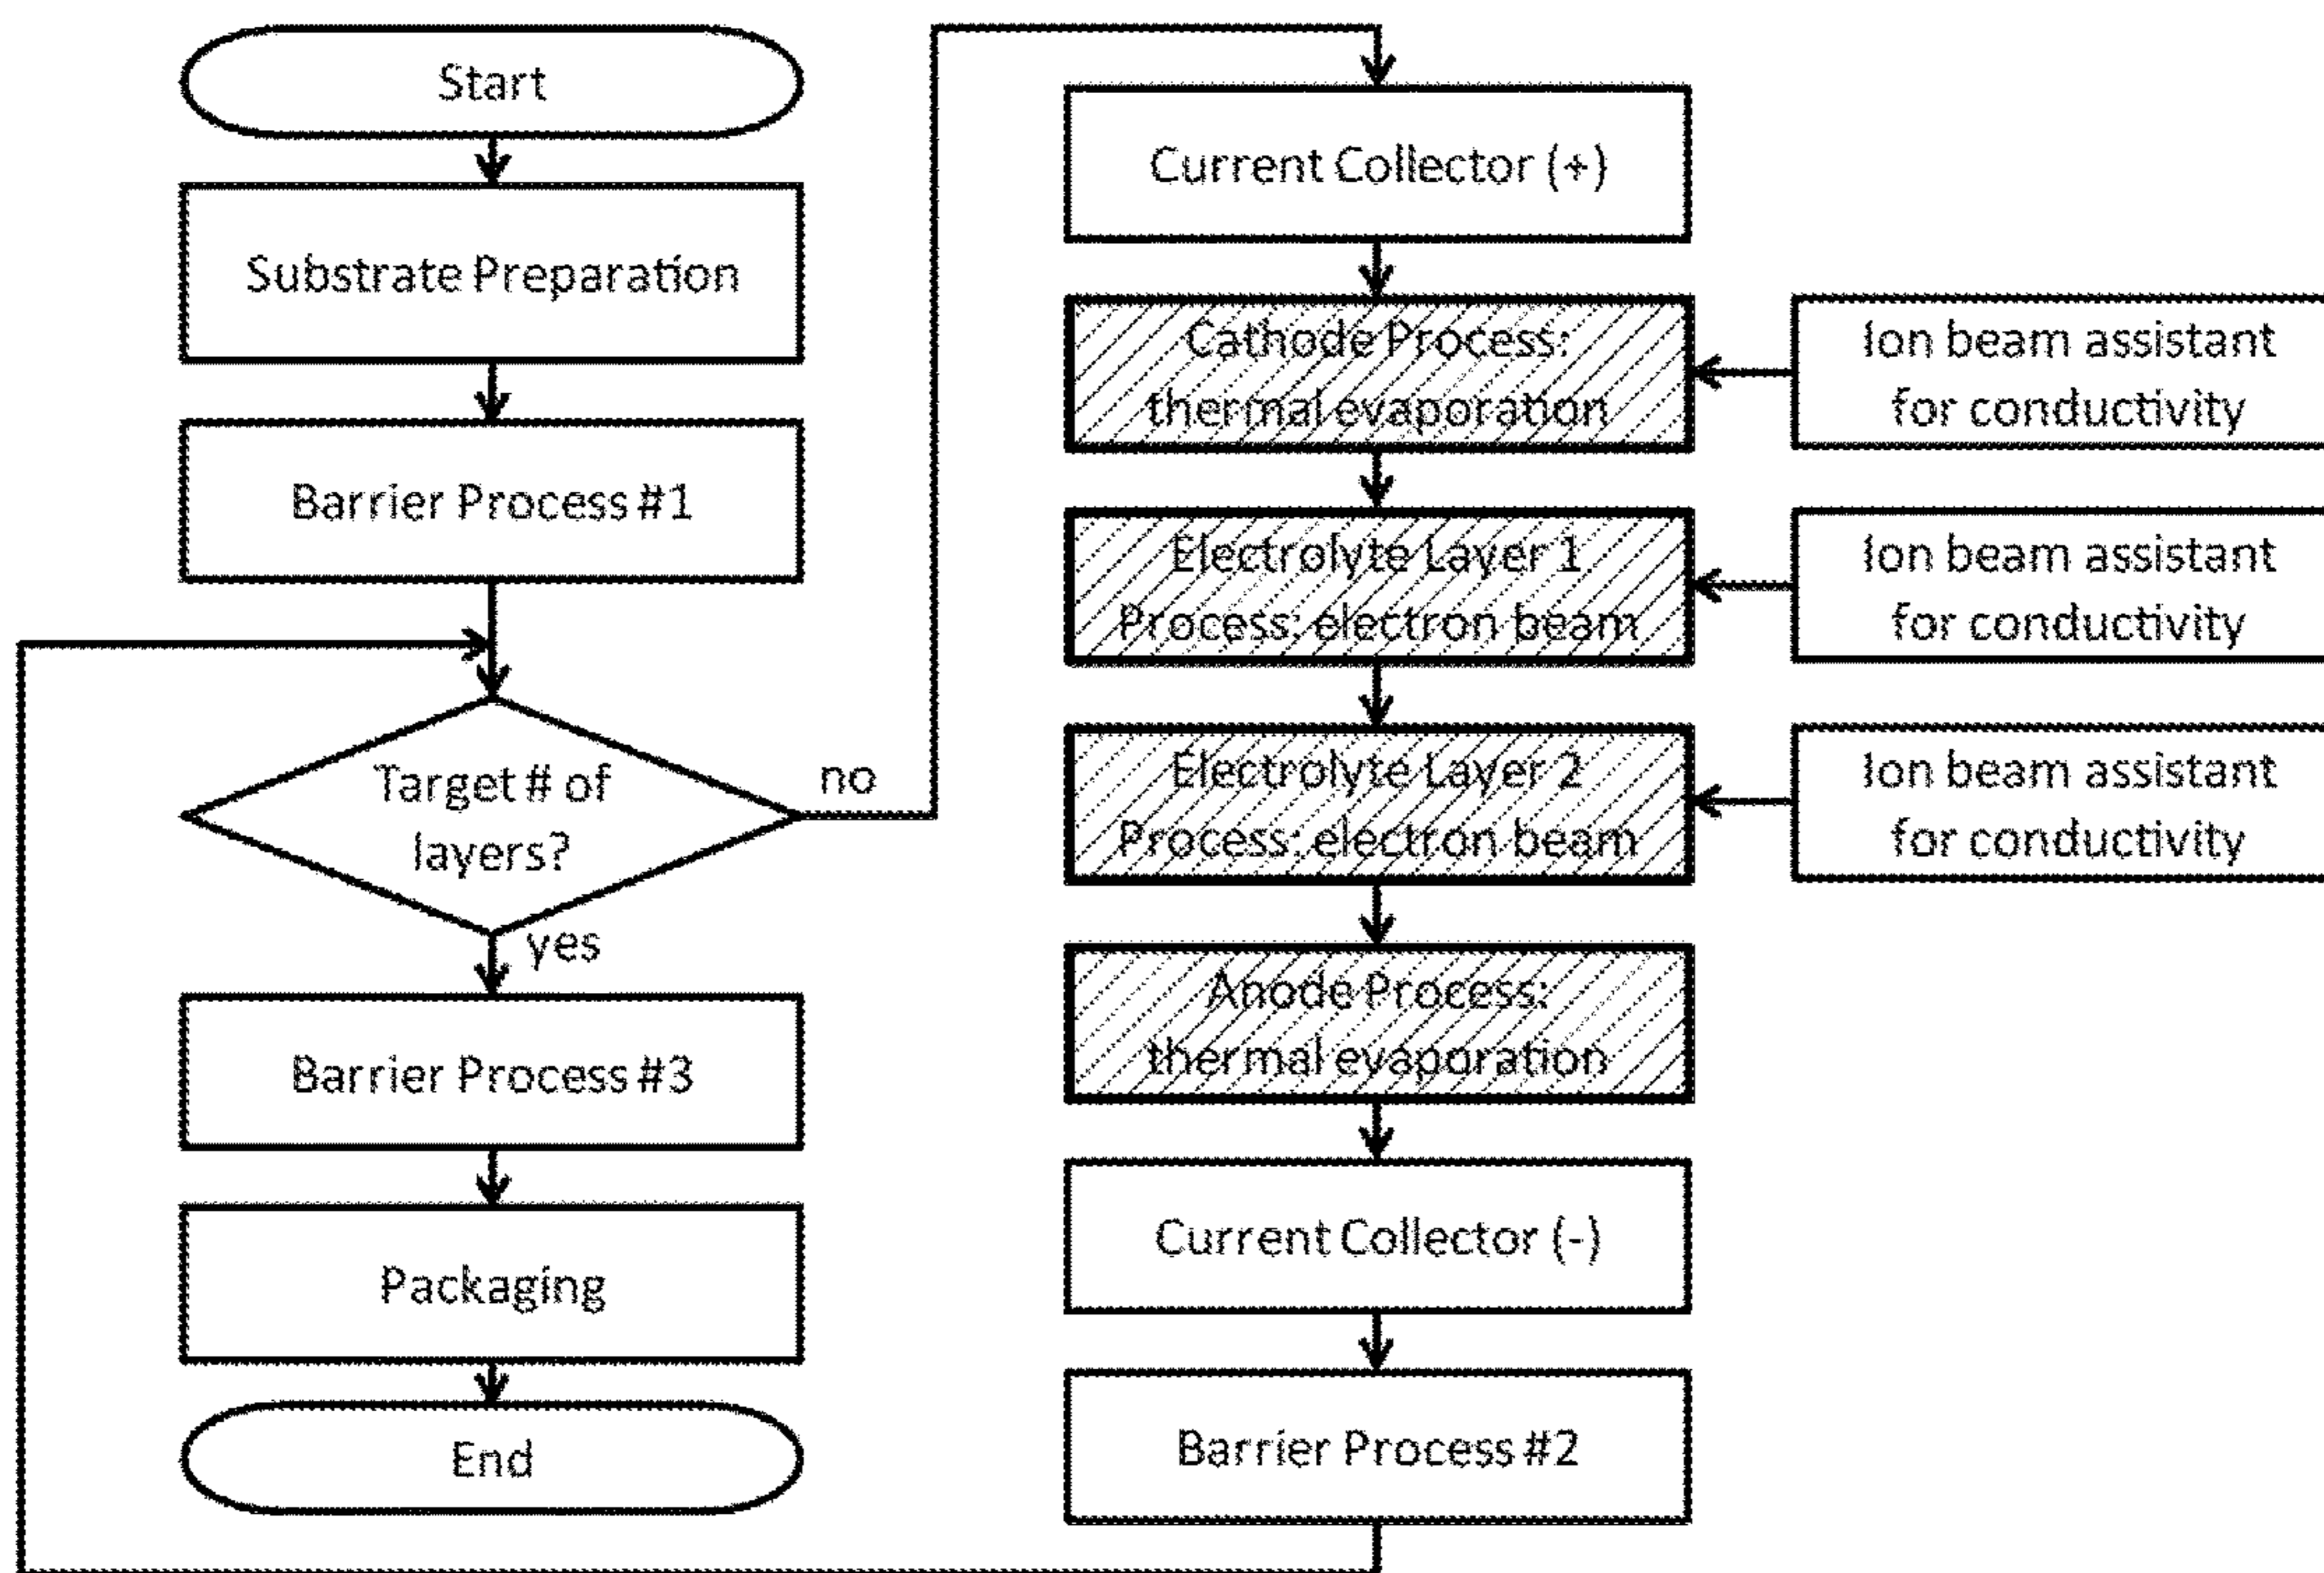 Start
Substrate Preparation
Barrier Process #1
Target # of
layers?
no
yes
Barrier Process #3
Packaging
End
Current Collector (+)
Cathode Process:
thermal evaporation
Ion beam assistant
for conductivity
Electrolyte Layer 1
Process: electron beam
Ion beam assistant
for conductivity
Electrolyte Layer 2
Process: electron beam
Ion beam assistant
for conductivity
Anode Process:
thermal evaporation
Current Collector (-)
Barrier Process #2